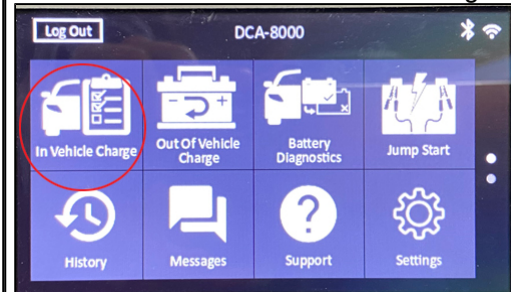 Log Out
DCA-8000
In Vehicle Charge
Out Of Vehicle
Charge
Battery
Diagnostics
Jump Start
History
Messages
Support
Settings